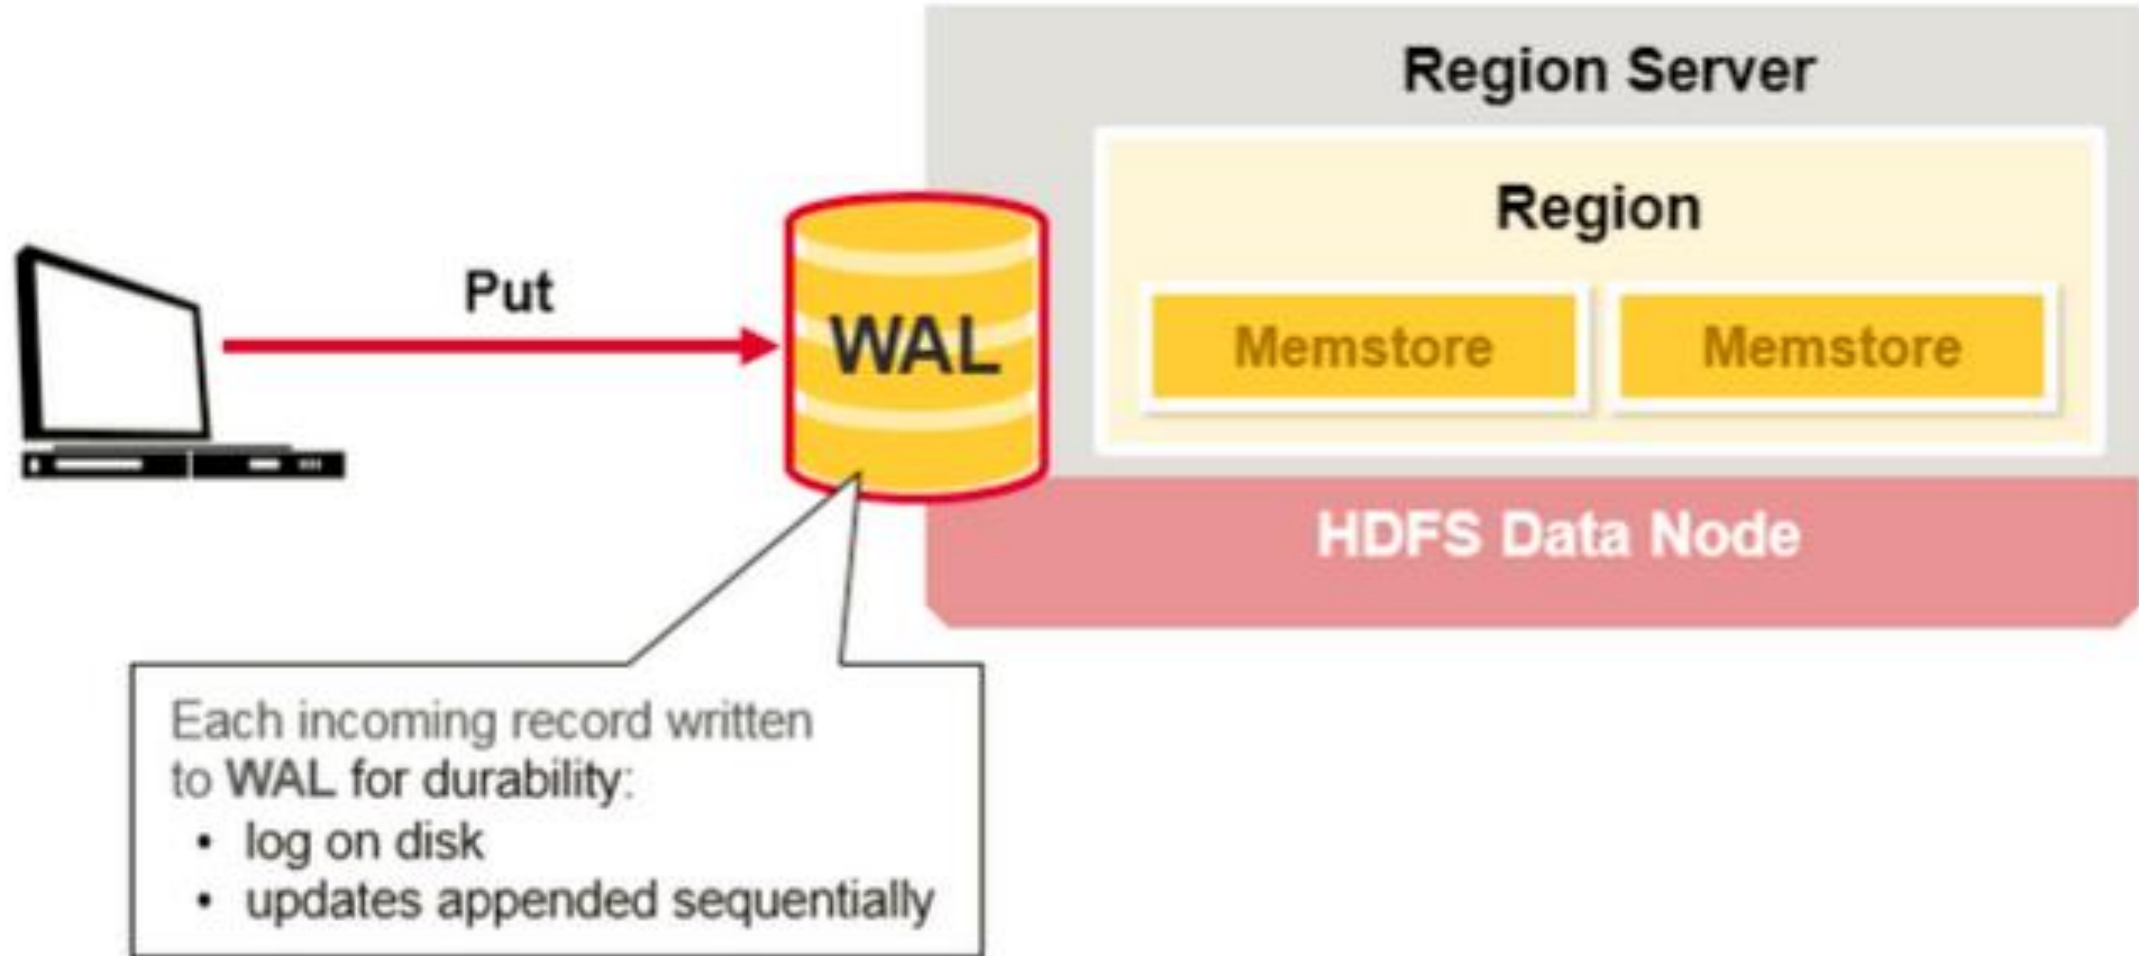 Region Server
Region
Put
WAL
Memstore
Memstore
HDFS Data Node
Each incoming record written
to WAL for durability:
• log on disk
• updates appended sequentially